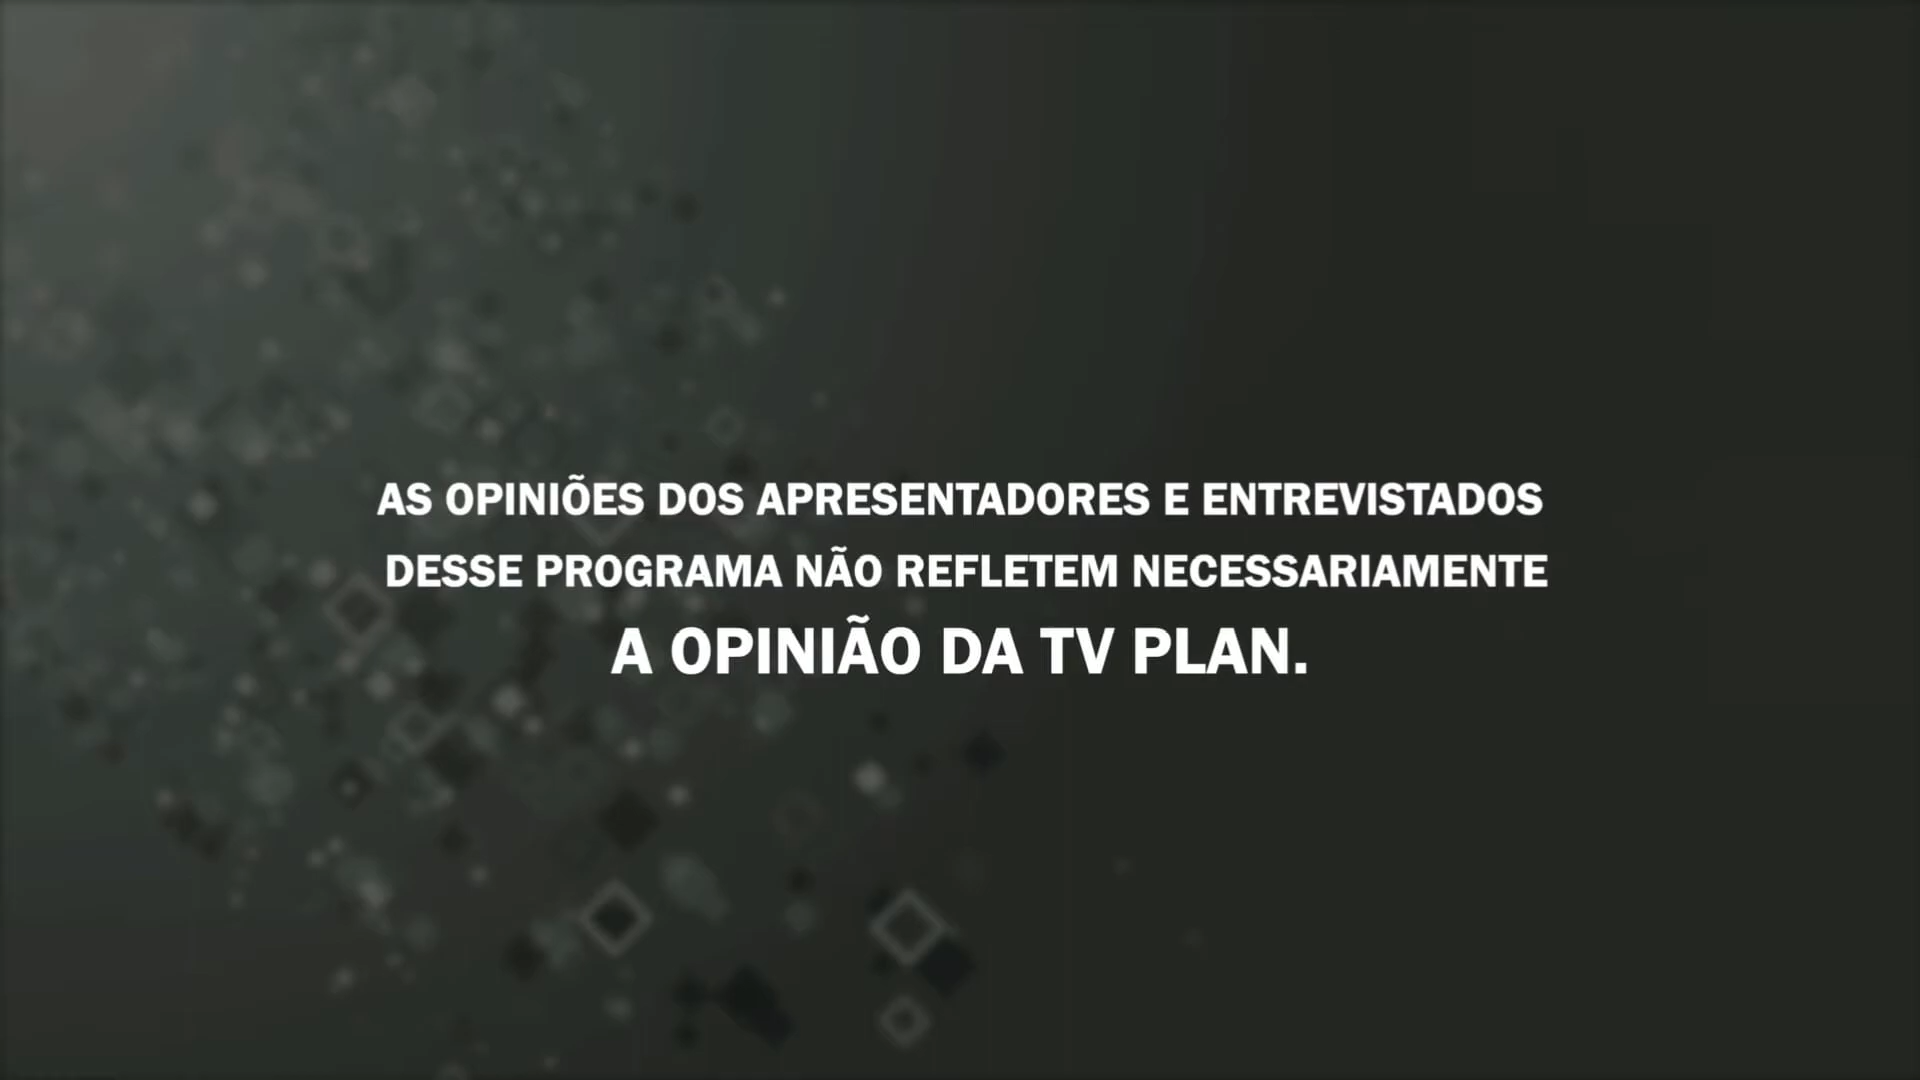 AS OPINIÕES DOS APRESENTADORES E ENTREVISTADOS
DESSE PROGRAMA NÃO REFLETEM NECESSARIAMENTE
A OPINIÃO DA TV PLAN.